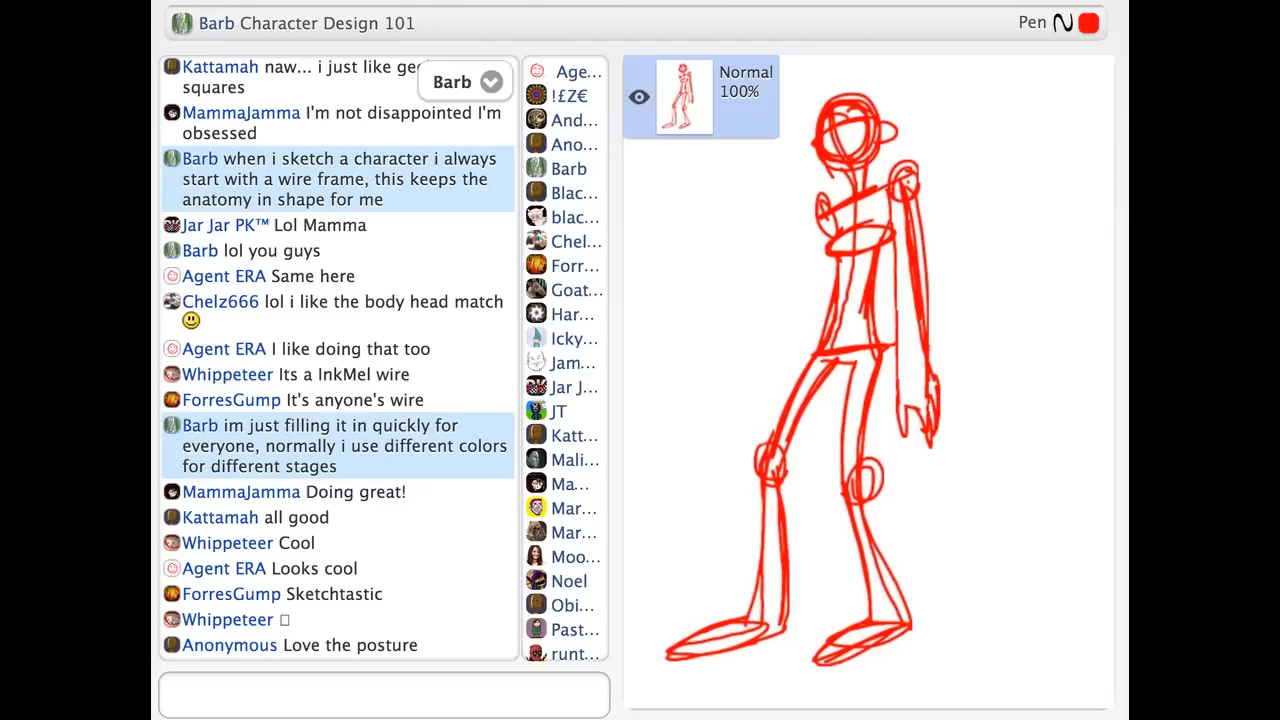 Barb Character Design 101
Pen
Kattamah naw... i just like ge
squares
Barb
MammaJamma I'm not disappointed I'm
obsessed
Barb when i sketch a character i always
start with a wire frame, this keeps the
anatomy in shape for me
Jar Jar PK™ Lol Mamma
Barb lol you guys
Agent ERA Same here
Chelz666 lol i like the body head match
Agent ERA I like doing that too
Whippeteer Its a InkMel wire
ForresGump It's anyone's wire
Barb im just filling it in quickly for
everyone, normally i use different colors
for different stages
MammaJamma Doing great!
Kattamah all good
Whippeteer Cool
Agent ERA Looks cool
ForresGump Sketchtastic
Whippeteer
Anonymous Love the posture
Age...
!£Z€
And...
Ano...
Barb
Blac...
blac...
Chel...
Forr...
Goat...
Har...
Icky...
Jam...
Jar J...
JT
Katt...
Mali...
Ma...
Mar...
Mar...
Moo...
Noel
Obi...
Past...
runt...
Normal
100%